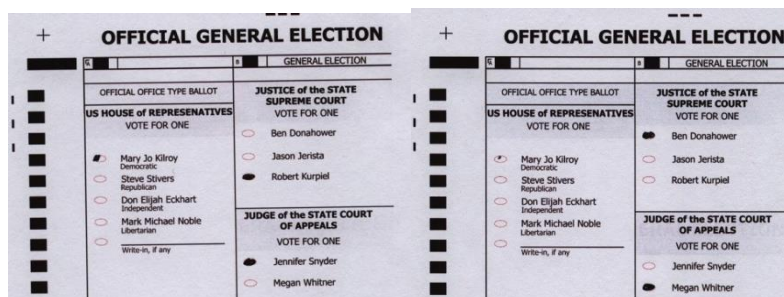 OFFICIAL GENERAL ELECTION
GENERAL ELECTION
OFFICIAL OFFICE TYPE BALLOT
US HOUSE of REPRESENATIVES
VOTE FOR ONE
Mary Jo Kilroy
Democratic
Steve Stivers
Republican
Don Elijah Eckhart
Independent
Mark Michael Noble
Libertarian
Write-in, if any
JUSTICE of the STATE
SUPREME COURT
VOTE FOR ONE
Ben Donahower
Jason Jerista
Robert Kurpiel
JUDGE of the STATE COURT
OF APPEALS
VOTE FOR ONE
Jennifer Snyder
Megan Whitner
OFFICIAL GENERAL ELECTION
GENERAL ELECTION
OFFICIAL OFFICE TYPE BALLOT
US HOUSE of REPRESENATIVES
VOTE FOR ONE
Mary Jo Kilroy
Democratic
Steve Stivers
Republican
Don Elijah Eckhart
Independent
Mark Michael Noble
Libertarian
Write-in, if any
JUSTICE of the STATE
SUPREME COURT
VOTE FOR ONE
Ben Donahower
Jason Jerista
Robert Kurpiel
JUDGE of the STATE COURT
OF APPEALS
VOTE FOR ONE
Jennifer Snyder
Megan Whitner